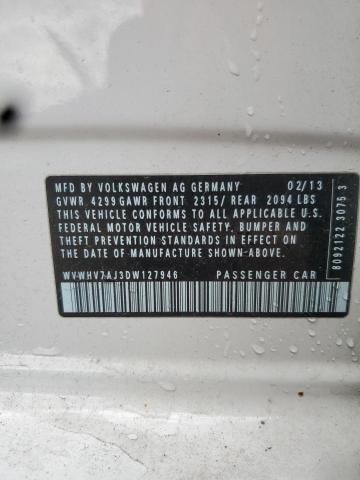 MFD BY VOLKSWAGEN AG GERMANY 02/13
GVWR 4299 GAWR FRONT 2315/ REAR 2094 LBS
THIS VEHICLE CONFORMS TO ALL APPLICABLE U.S.
FEDERAL MOTOR VEHICLE SAFETY, BUMPER AND
THEFT PREVENTION STANDARDS IN EFFECT ON THE
DATE OF MANUFACTURE SHOWN ABOVE.
WVWHV7AJ3DW127946 PASSENGER CAR
8092122 3075 3